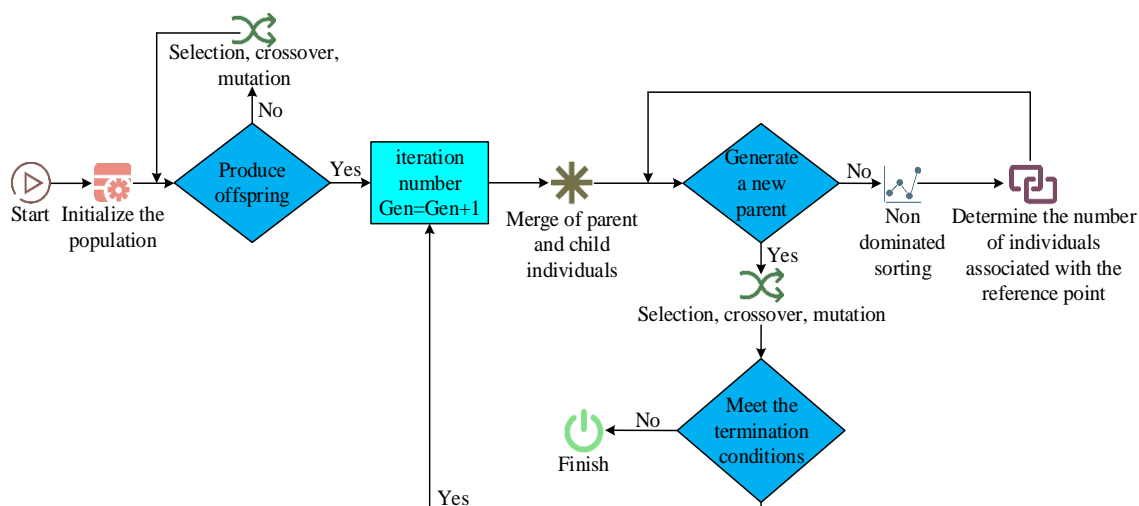 Selection, crossover,
mutation
No
Start
Initialize the
population
Produce
offspring
Yes
iteration
number
Gen=Gen+1
Merge of parent
and child
individuals
Generate
a new
parent
No
Non
dominated
sorting
Determine the number
of individuals
associated with the
reference point
Yes
Selection, crossover, mutation
Meet the
termination
conditions
No
Finish
Yes